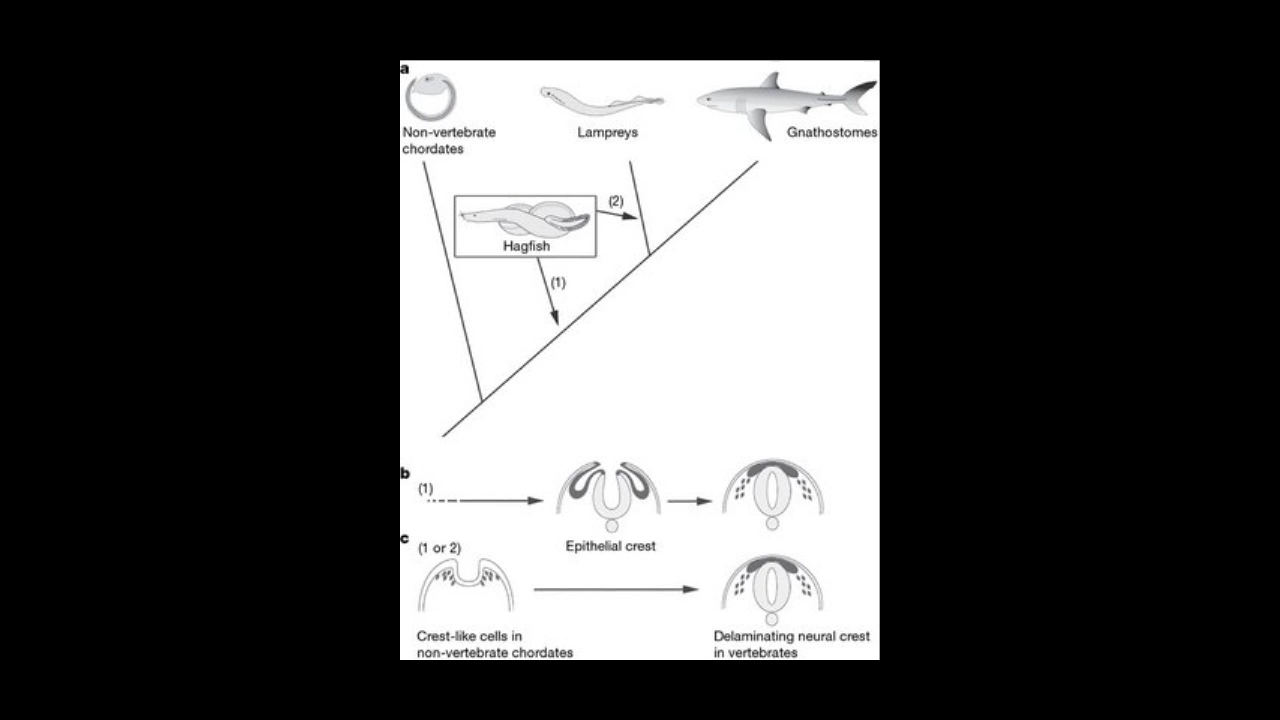 a
Non-vertebrate
chordates
Lampreys
Gnathostomes
(2)
Hagfish
(1)
b
(1)
Epithelial crest
c
(1 or 2)
Crest-like cells in
non-vertebrate chordates
Delaminating neural crest
in vertebrates